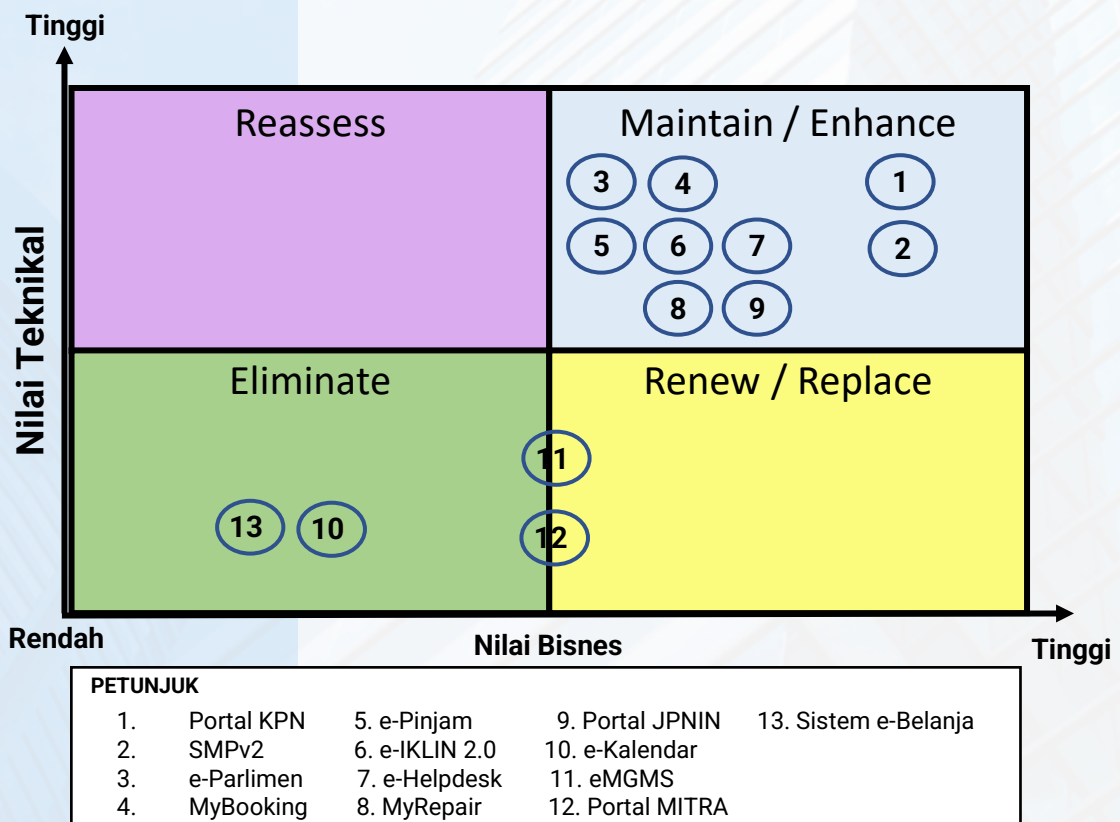 Tinggi
Reassess
Maintain / Enhance
3 4 1
5 6 7 2
8 9
Nilai Teknikal
Eliminate
Renew / Replace
11
13 10 12
Rendah
Nilai Bisnes
Tinggi
PETUNJUK
1. Portal KPN 5. e-Pinjam 9. Portal JPNIN 13. Sistem e-Belanja
2. SMPv2 6. e-IKLIN 2.0 10. e-Kalendar
3. e-Parlimen 7. e-Helpdesk 11. eMGMS
4. MyBooking 8. MyRepair 12. Portal MITRA